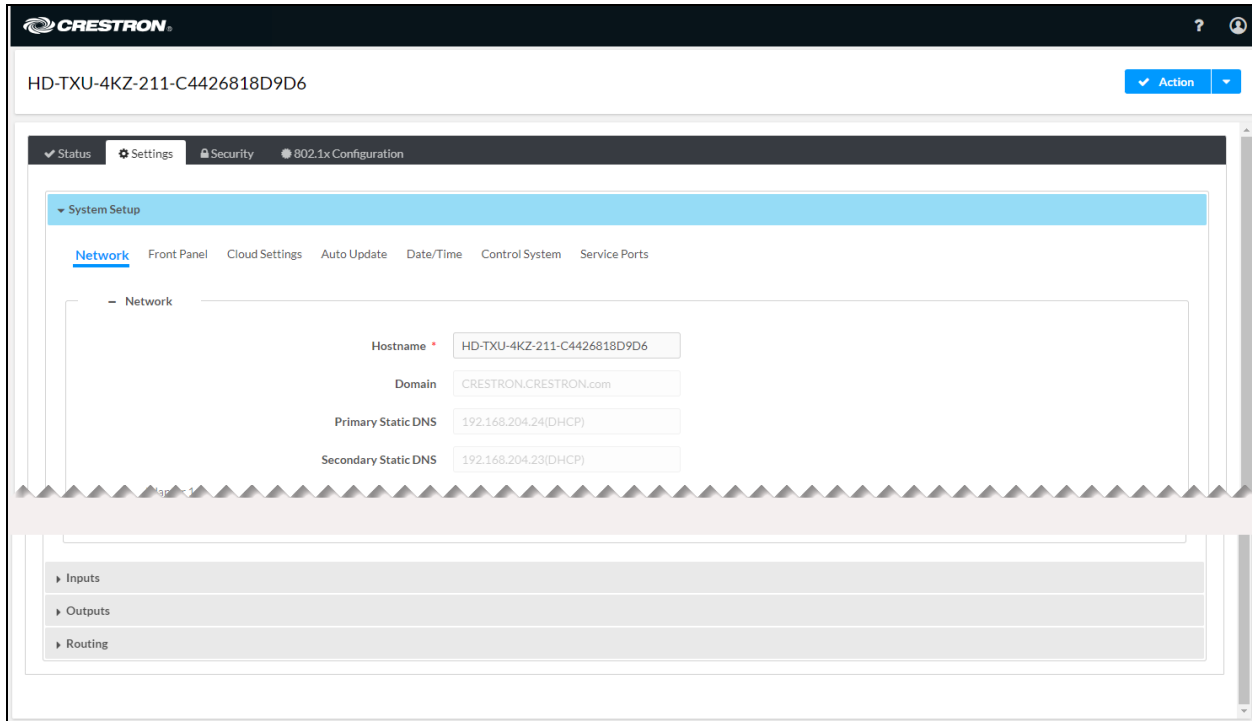 CRESTRON®
?
HD-TXU-4KZ-211-C4426818D9D6
Action
Status Settings Security 802.1x Configuration
System Setup
Network Front Panel Cloud Settings Auto Update Date/Time Control System Service Ports
– Network
Hostname * HD-TXU-4KZ-211-C4426818D9D6
Domain CRESTRON.CRESTRON.com
Primary Static DNS 192.168.204.24(DHCP)
Secondary Static DNS 192.168.204.23(DHCP)
Inputs
Outputs
Routing